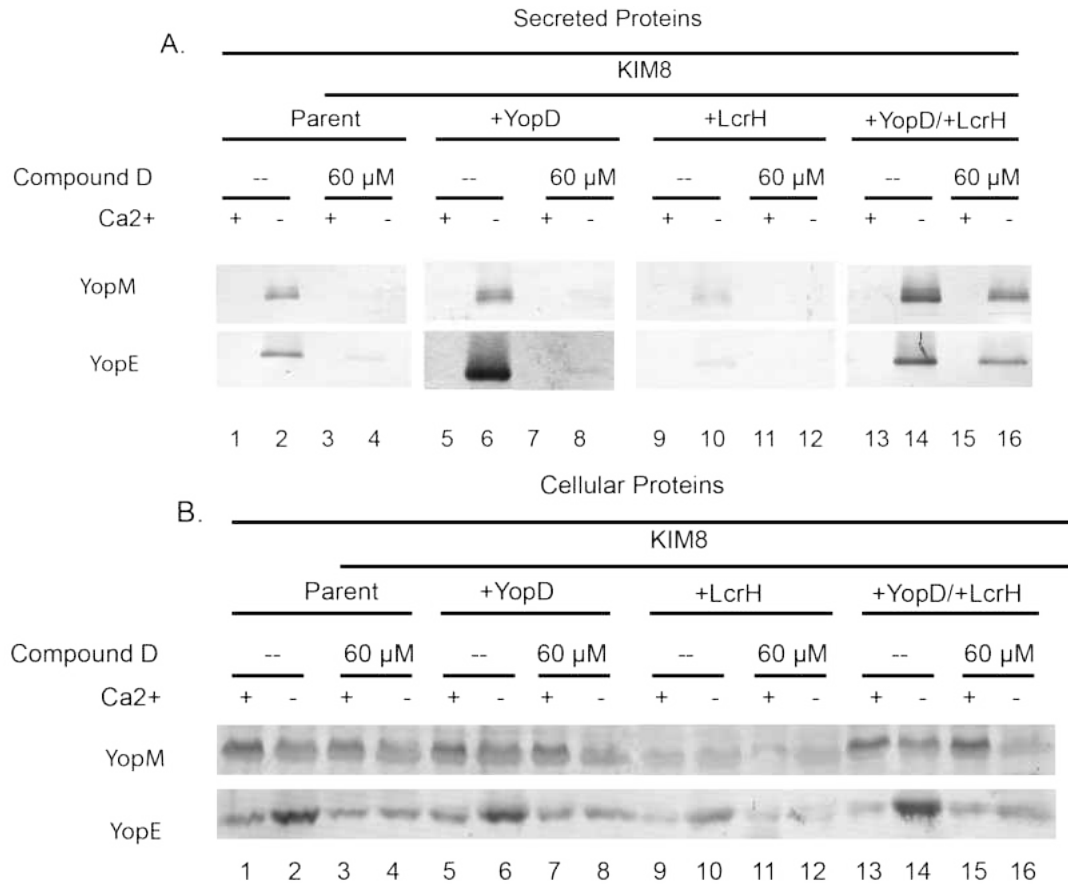 Secreted Proteins
A.
KIM8
Parent +YopD +LcrH +YopD/+LcrH
Compound D -- 60 µM -- 60 µM -- 60 µM -- 60 µM
Ca2+ + - + - + - + - + - + - + - + -
YopM
YopE
1 2 3 4 5 6 7 8 9 10 11 12 13 14 15 16
Cellular Proteins
B.
KIM8
Parent +YopD +LcrH +YopD/+LcrH
Compound D -- 60 µM -- 60 µM -- 60 µM -- 60 µM
Ca2+ + - + - + - + - + - + - + - + -
YopM
YopE
1 2 3 4 5 6 7 8 9 10 11 12 13 14 15 16